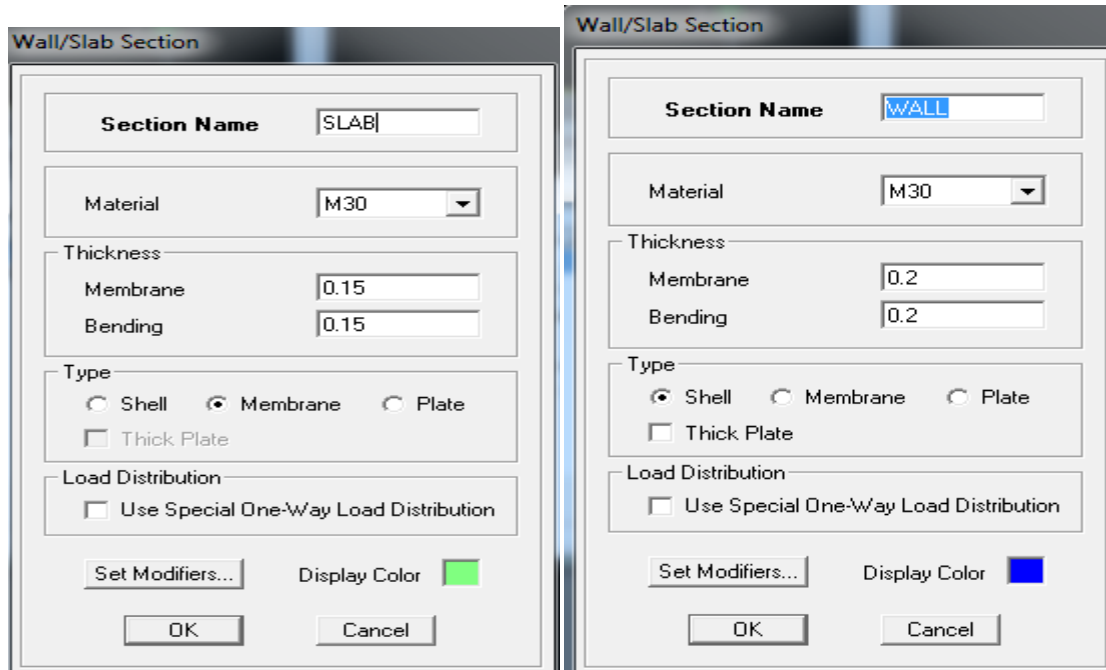 Wall/Slab Section
Section Name SLAB
Material M30
Thickness
Membrane 0.15
Bending 0.15
Type
Shell Membrane Plate
Thick Plate
Load Distribution
Use Special One-Way Load Distribution
Set Modifiers... Display Color
OK Cancel
Wall/Slab Section
Section Name WALL
Material M30
Thickness
Membrane 0.2
Bending 0.2
Type
Shell Membrane Plate
Thick Plate
Load Distribution
Use Special One-Way Load Distribution
Set Modifiers... Display Color
OK Cancel